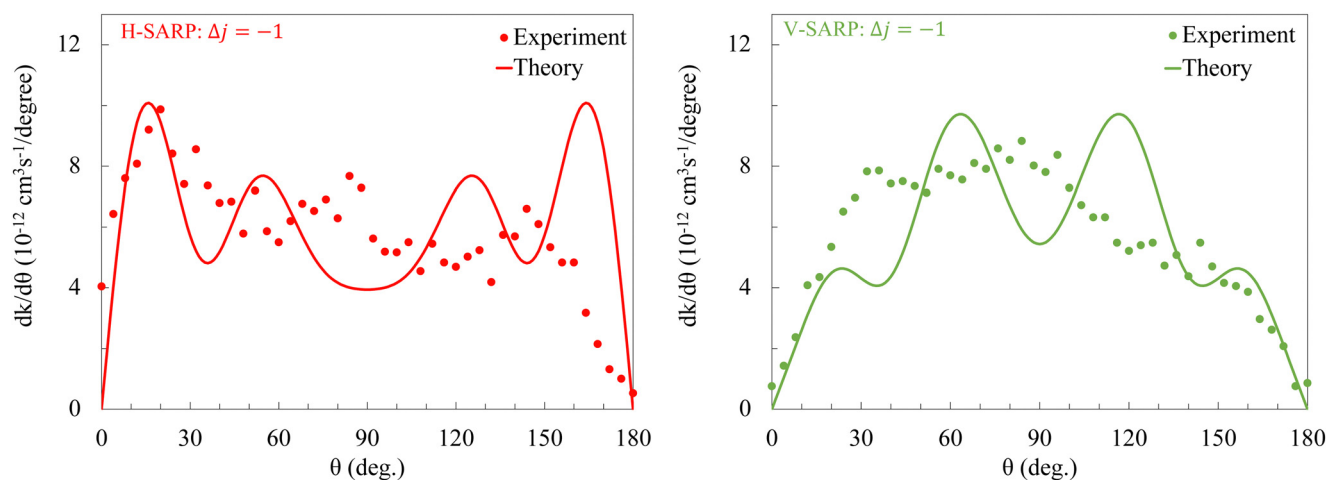 H-SARP: Δj = −1
Experiment
Theory
12
8
4
0
dk/dθ (10⁻¹² cm³s⁻¹/degree)
0 30 60 90 120 150 180
θ (deg.)
V-SARP: Δj = −1
Experiment
Theory
12
8
4
0
dk/dθ (10⁻¹² cm³s⁻¹/degree)
0 30 60 90 120 150 180
θ (deg.)